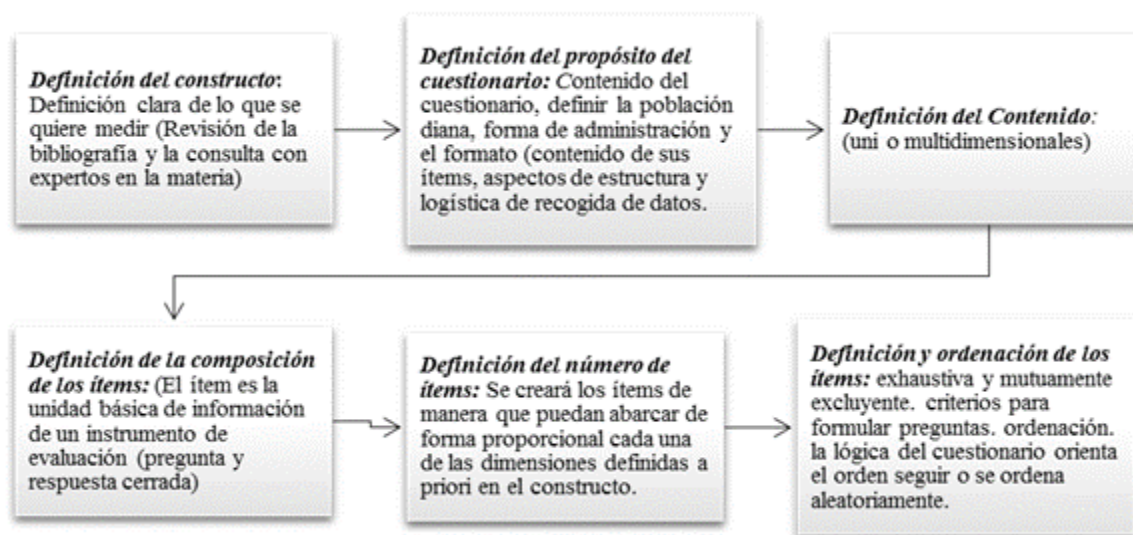 Definición del constructo:
Definición clara de lo que se
quiere medir (Revisión de la
bibliografía y la consulta con
expertos en la materia)
Definición del propósito del
cuestionario: Contenido del
cuestionario, definir la población
diana, forma de administración y
el formato (contenido de sus
ítems, aspectos de estructura y
logística de recogida de datos.
Definición del Contenido:
(uni o multidimensionales)
Definición de la composición
de los ítems: (El ítem es la
unidad básica de información
de un instrumento de
evaluación (pregunta y
respuesta cerrada)
Definición del número de
ítems: Se creará los ítems de
manera que puedan abarcar de
forma proporcional cada una
de las dimensiones definidas a
priori en el constructo.
Definición y ordenación de los
ítems: exhaustiva y mutuamente
excluyente. criterios para
formular preguntas. ordenación.
la lógica del cuestionario orienta
el orden seguir o se ordena
aleatoriamente.